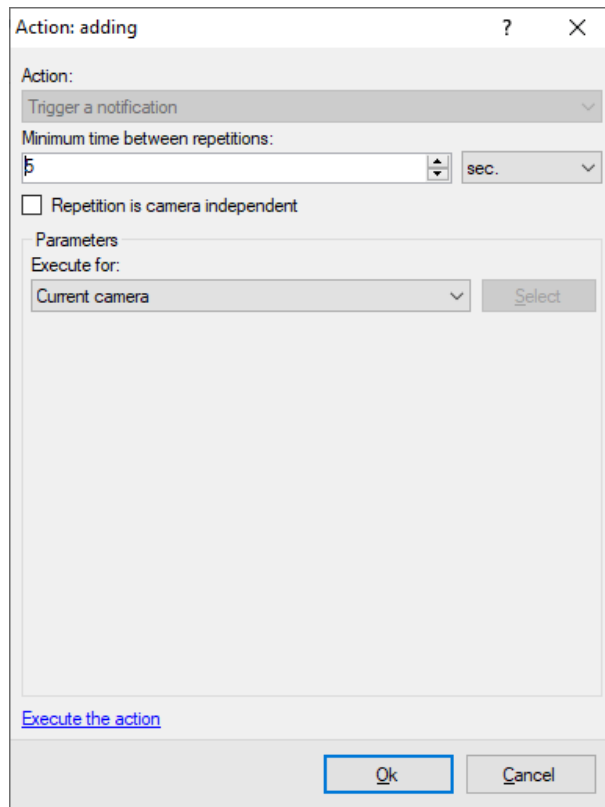 Action: adding ?
Action:
Trigger a notification
Minimum time between repetitions:
5 sec.
Repetition is camera independent
Parameters
Execute for:
Current camera Select
Execute the action
Ok Cancel